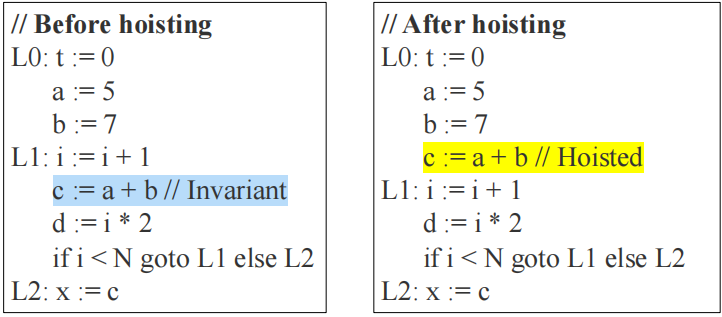 // Before hoisting
L0: t := 0
a := 5
b := 7
L1: i := i + 1
c := a + b // Invariant
d := i * 2
if i < N goto L1 else L2
L2: x := c
// After hoisting
L0: t := 0
a := 5
b := 7
c := a + b // Hoisted
L1: i := i + 1
d := i * 2
if i < N goto L1 else L2
L2: x := c